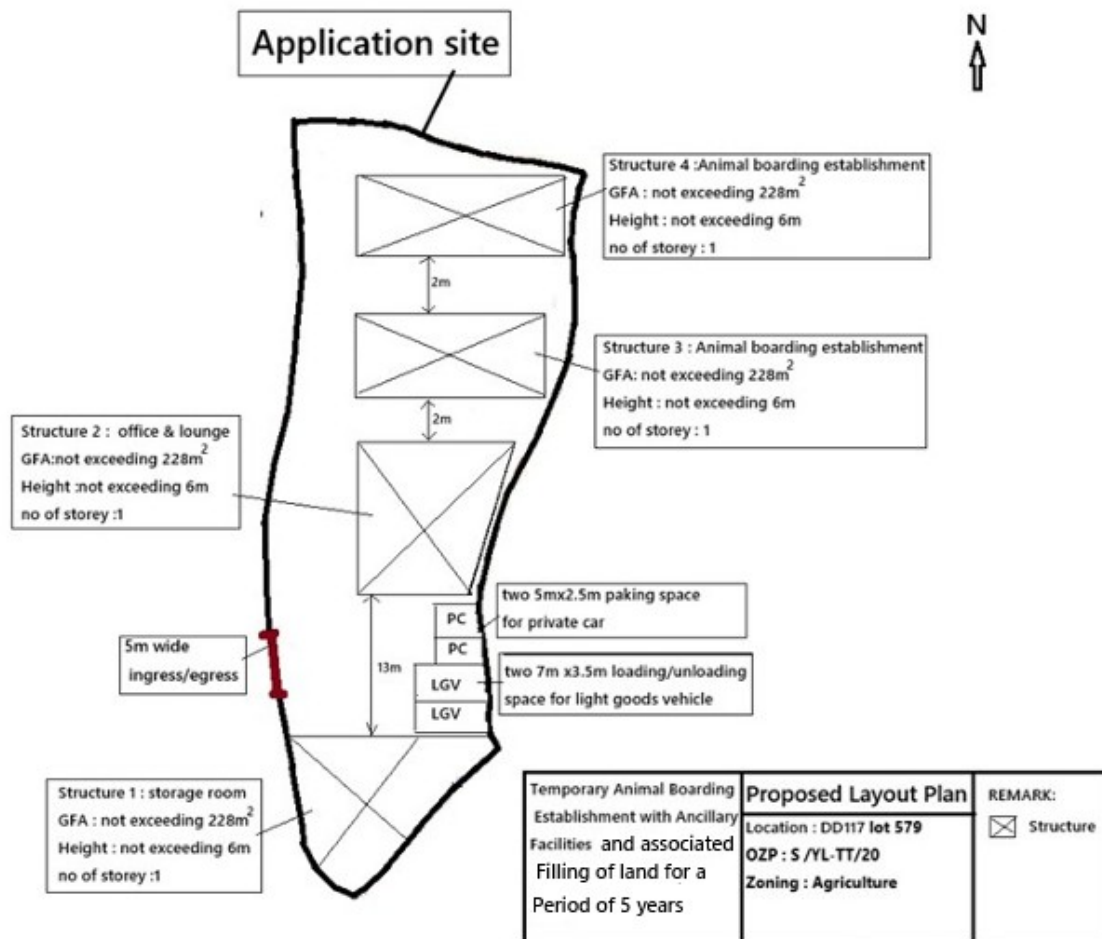 Application site
N
Structure 4 :Animal boarding establishment
GFA : not exceeding 228m²
Height : not exceeding 6m
no of storey : 1
2m
Structure 3 : Animal boarding establishment
GFA: not exceeding 228m²
Height : not exceeding 6m
no of storey : 1
2m
Structure 2 : office & lounge
GFA:not exceeding 228m²
Height :not exceeding 6m
no of storey :1
two 5mx2.5m paking space
for private car
PC
PC
5m wide
ingress/egress
13m
two 7m x3.5m loading/unloading
space for light goods vehicle
LGV
LGV
Structure 1 : storage room
GFA : not exceeding 228m²
Height : not exceeding 6m
no of storey :1
Temporary Animal Boarding
Establishment with Ancillary
Facilities and associated
Filling of land for a
Period of 5 years
Proposed Layout Plan
Location : DD117 lot 579
OZP : S /YL-TT/20
Zoning : Agriculture
REMARK:
Structure